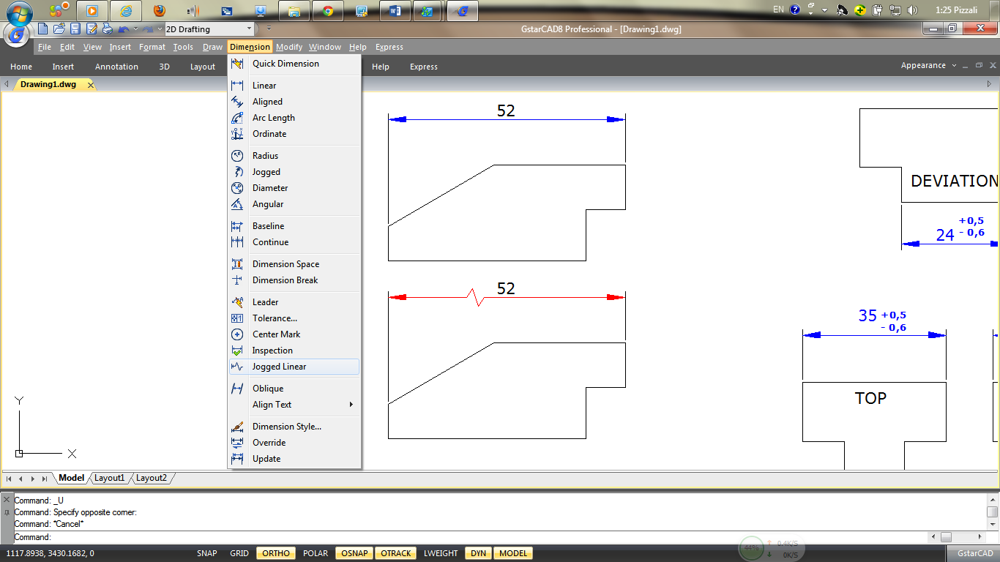 EN
1:25 Pizzali
2D Drafting
GstarCAD8 Professional - [Drawing1.dwg]
File Edit View Insert Format Tools Draw Dimension Modify Window Help Express
Home Insert Annotation 3D Layout Help Express Appearance
Drawing1.dwg
Quick Dimension
Linear
Aligned
Arc Length
Ordinate
Radius
Jogged
Diameter
Angular
Baseline
Continue
Dimension Space
Dimension Break
Leader
Tolerance...
Center Mark
Inspection
Jogged Linear
Oblique
Align Text
Dimension Style...
Override
Update
52
52
DEVIATION
24 +0,5
- 0,6
35 +0,5
- 0,6
TOP
Y
X
Model Layout1 Layout2
Command: _U
Command: Specify opposite corner:
Command: *Cancel*
Command:
1117.8938, 3430.1682, 0 SNAP GRID ORTHO POLAR OSNAP OTRACK LWEIGHT DYN MODEL
44%
0.4K/S
0K/S
GstarCAD